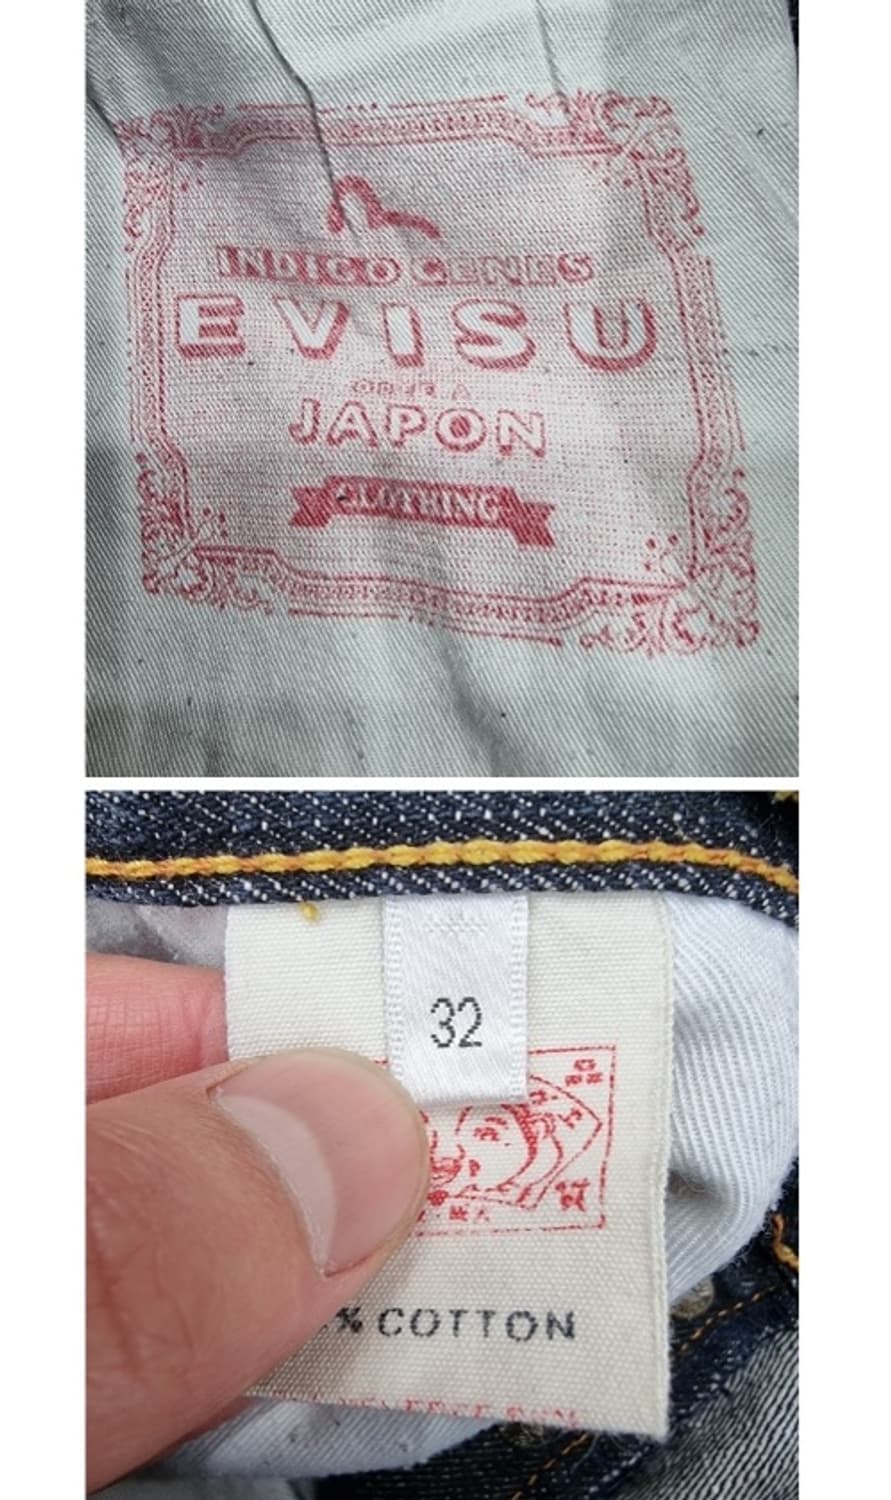 INDIGO GENES
EVISU
JAPON
CLOTHING
32
% COTTON